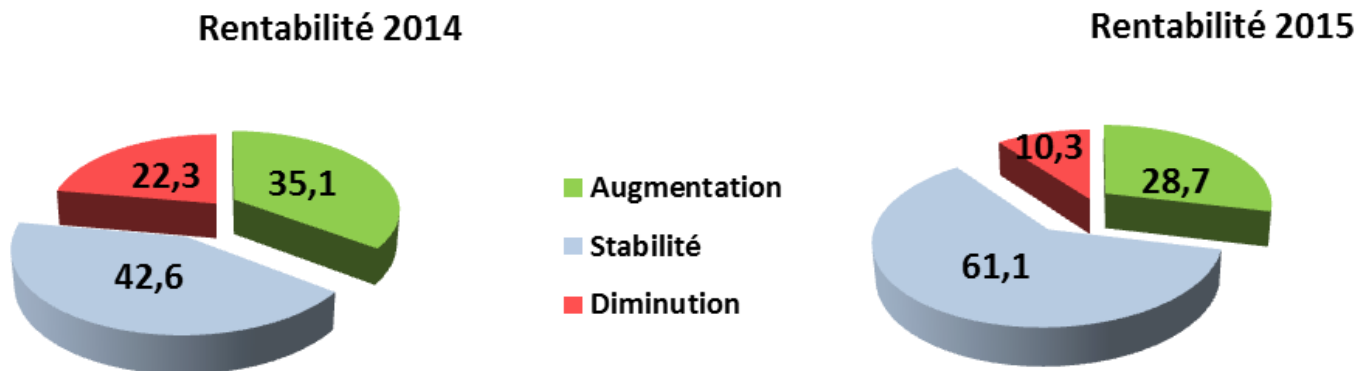 Rentabilité 2014
22,3
35,1
42,6
Augmentation
Stabilité
Diminution
Rentabilité 2015
10,3
28,7
61,1